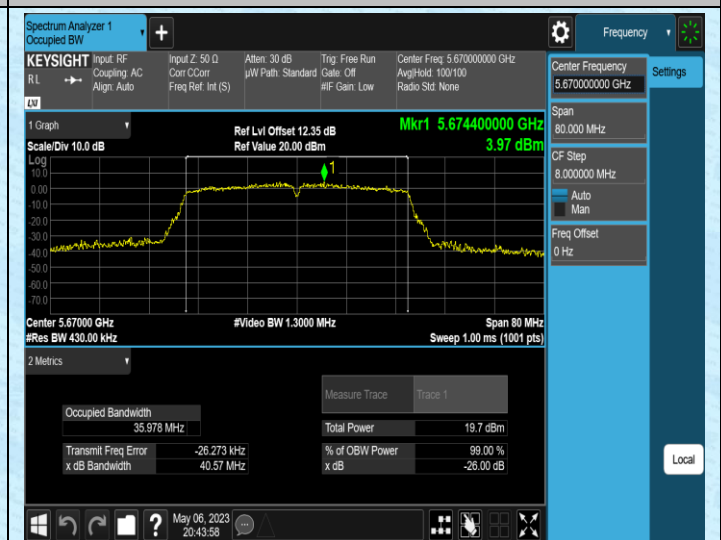 Spectrum Analyzer 1
Occupied BW
+
Frequency
KEYSIGHT
R L
LXI
Input: RF
Coupling: AC
Align: Auto
Input Z: 50 Ω
Corr CCorr
Freq Ref: Int (S)
Atten: 30 dB
µW Path: Standard
Trig: Free Run
Gate: Off
#IF Gain: Low
Center Freq: 5.670000000 GHz
Avg|Hold: 100/100
Radio Std: None
Center Frequency
5.670000000 GHz
Settings
Span
80.000 MHz
CF Step
8.000000 MHz
Auto
Man
Freq Offset
0 Hz
Local
1 Graph
Scale/Div 10.0 dB
Ref Lvl Offset 12.35 dB
Ref Value 20.00 dBm
Mkr1 5.674400000 GHz
3.97 dBm
Log
10.0
0.00
-10.0
-20.0
-30.0
-40.0
-50.0
-60.0
-70.0
1
Center 5.67000 GHz
#Res BW 430.00 kHz
#Video BW 1.3000 MHz
Span 80 MHz
Sweep 1.00 ms (1001 pts)
2 Metrics
Measure Trace Trace 1
Occupied Bandwidth
35.978 MHz
Total Power 19.7 dBm
Transmit Freq Error -26.273 kHz
% of OBW Power 99.00 %
x dB Bandwidth 40.57 MHz
x dB -26.00 dB
?
May 06, 2023
20:43:58